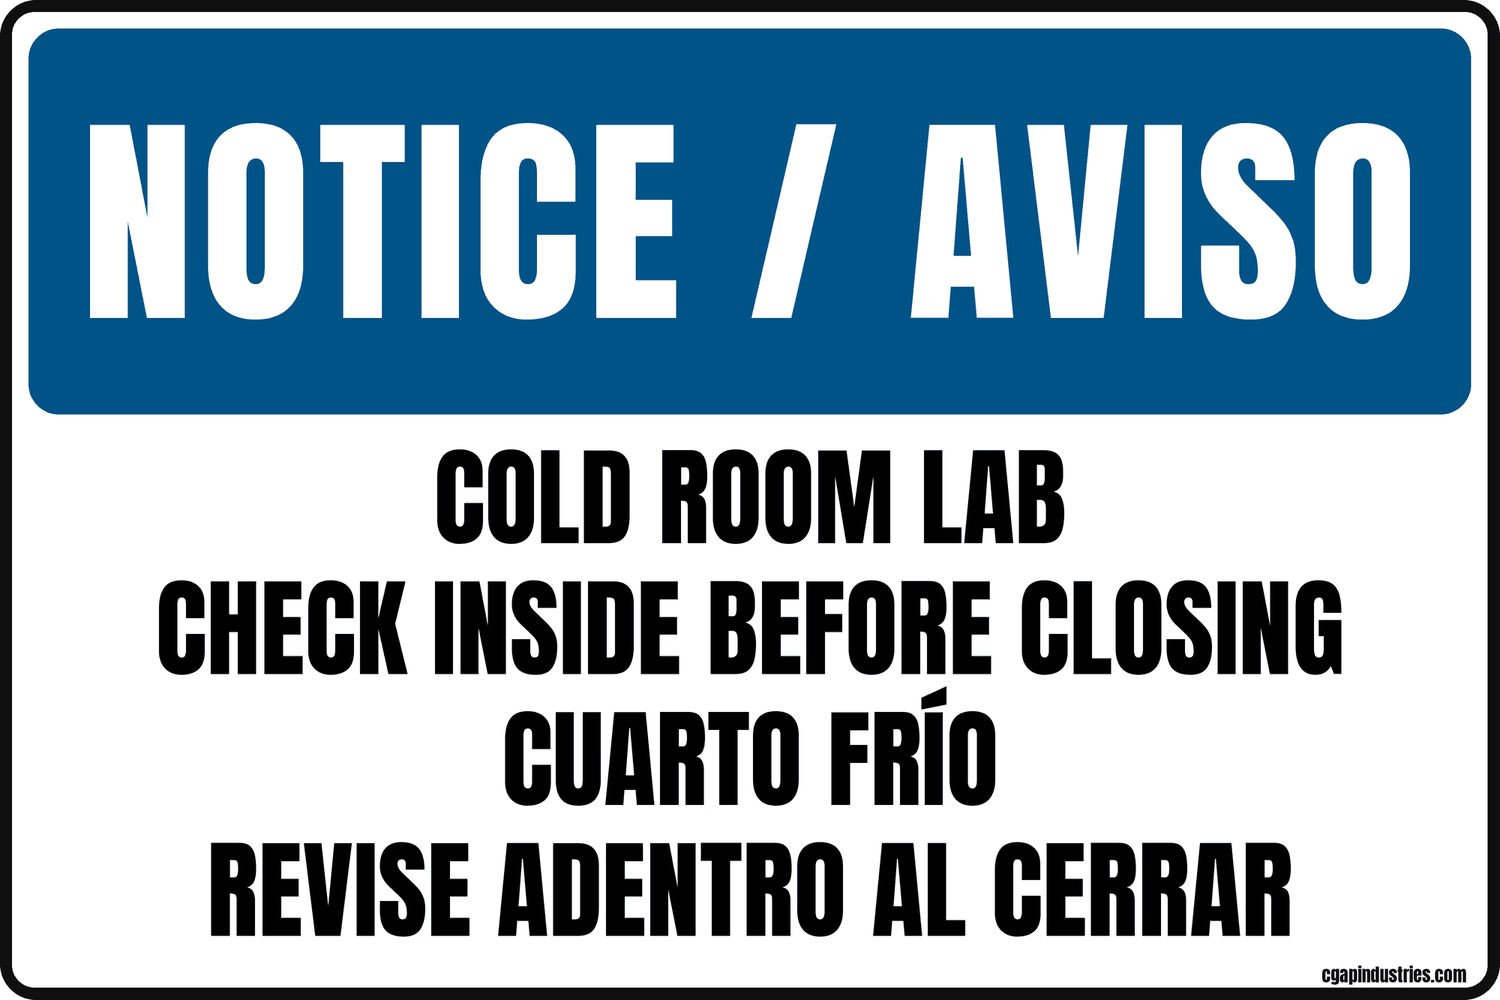 NOTICE / AVISO
COLD ROOM LAB
CHECK INSIDE BEFORE CLOSING
CUARTO FRÍO
REVISE ADENTRO AL CERRAR
cgapindustries.com